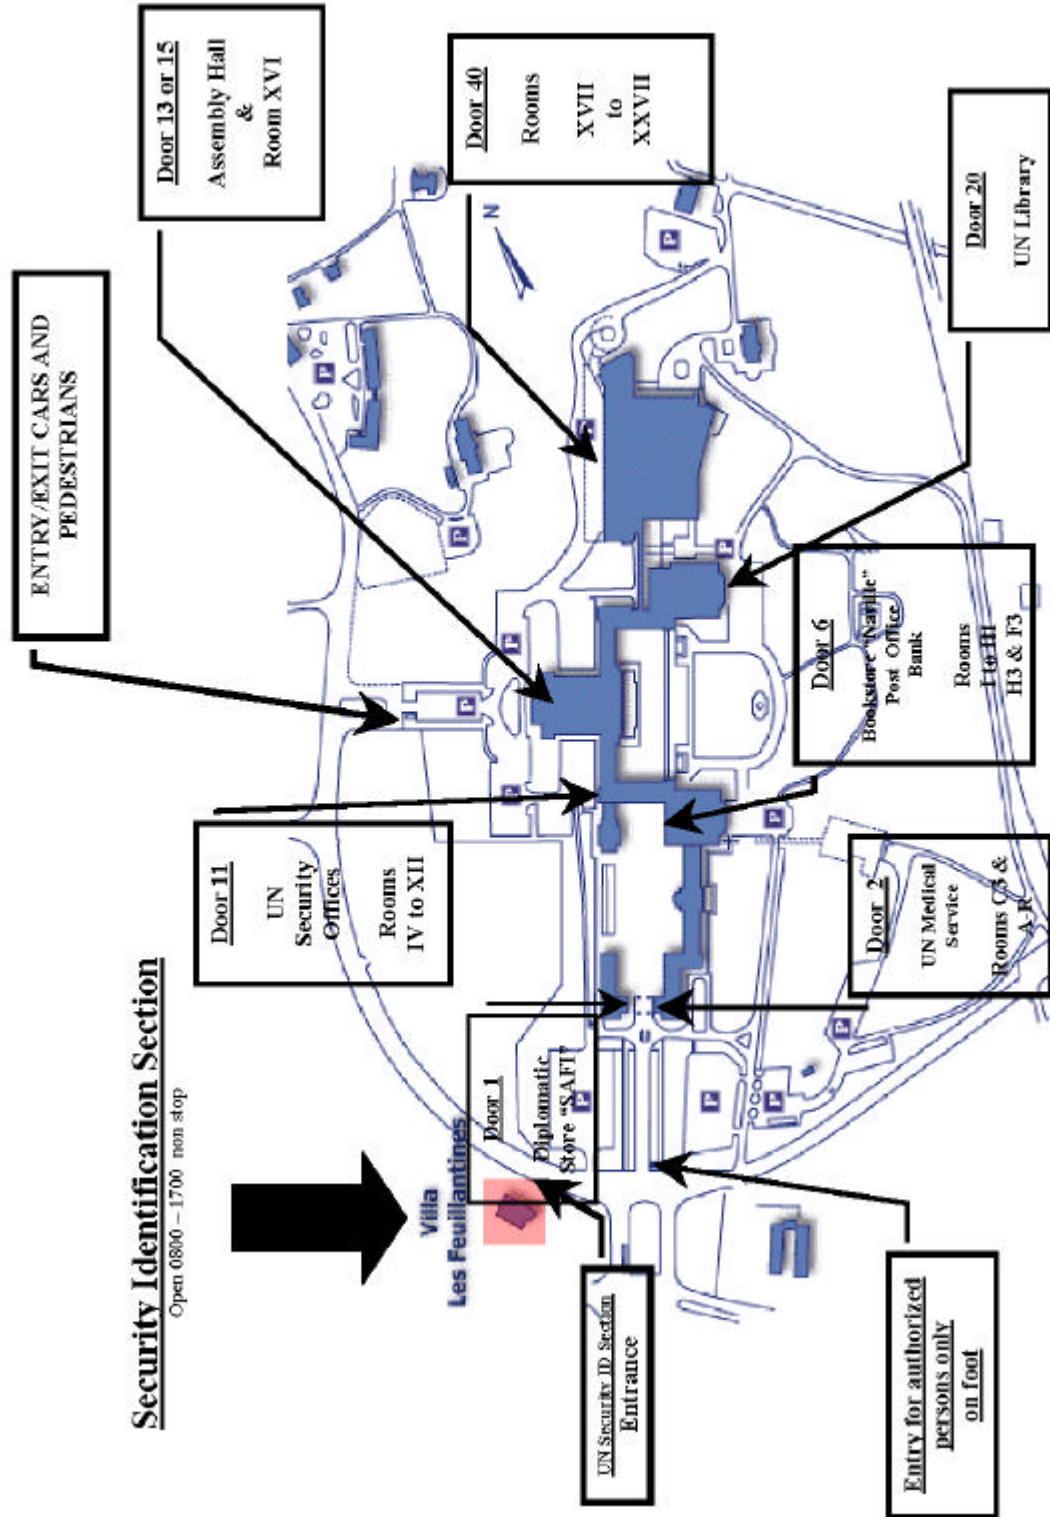 Security Identification Section
Open 0800 – 1700 non stop
ENTRY/EXIT CARS AND
PEDESTRIANS
Door 13 or 15
Assembly Hall
&
Room XVI
Door 11
UN
Security
Offices
Rooms
IV to XII
Door 40
Rooms
XVII
to
XXVII
N
Villa
Les Feuillantines
Door 1
Diplomatic
Store "SAFI"
UN Security ID Section
Entrance
Door 6
Bookstore "Naville"
Post Office
Bank
Rooms
I to III
H3 & F3
Door 20
UN Library
Door 2
UN Medical
Service
Rooms C3 &
A-R
Entry for authorized
persons only
on foot
P
P
P
P
P
P
P
P
P
P
P
P
P